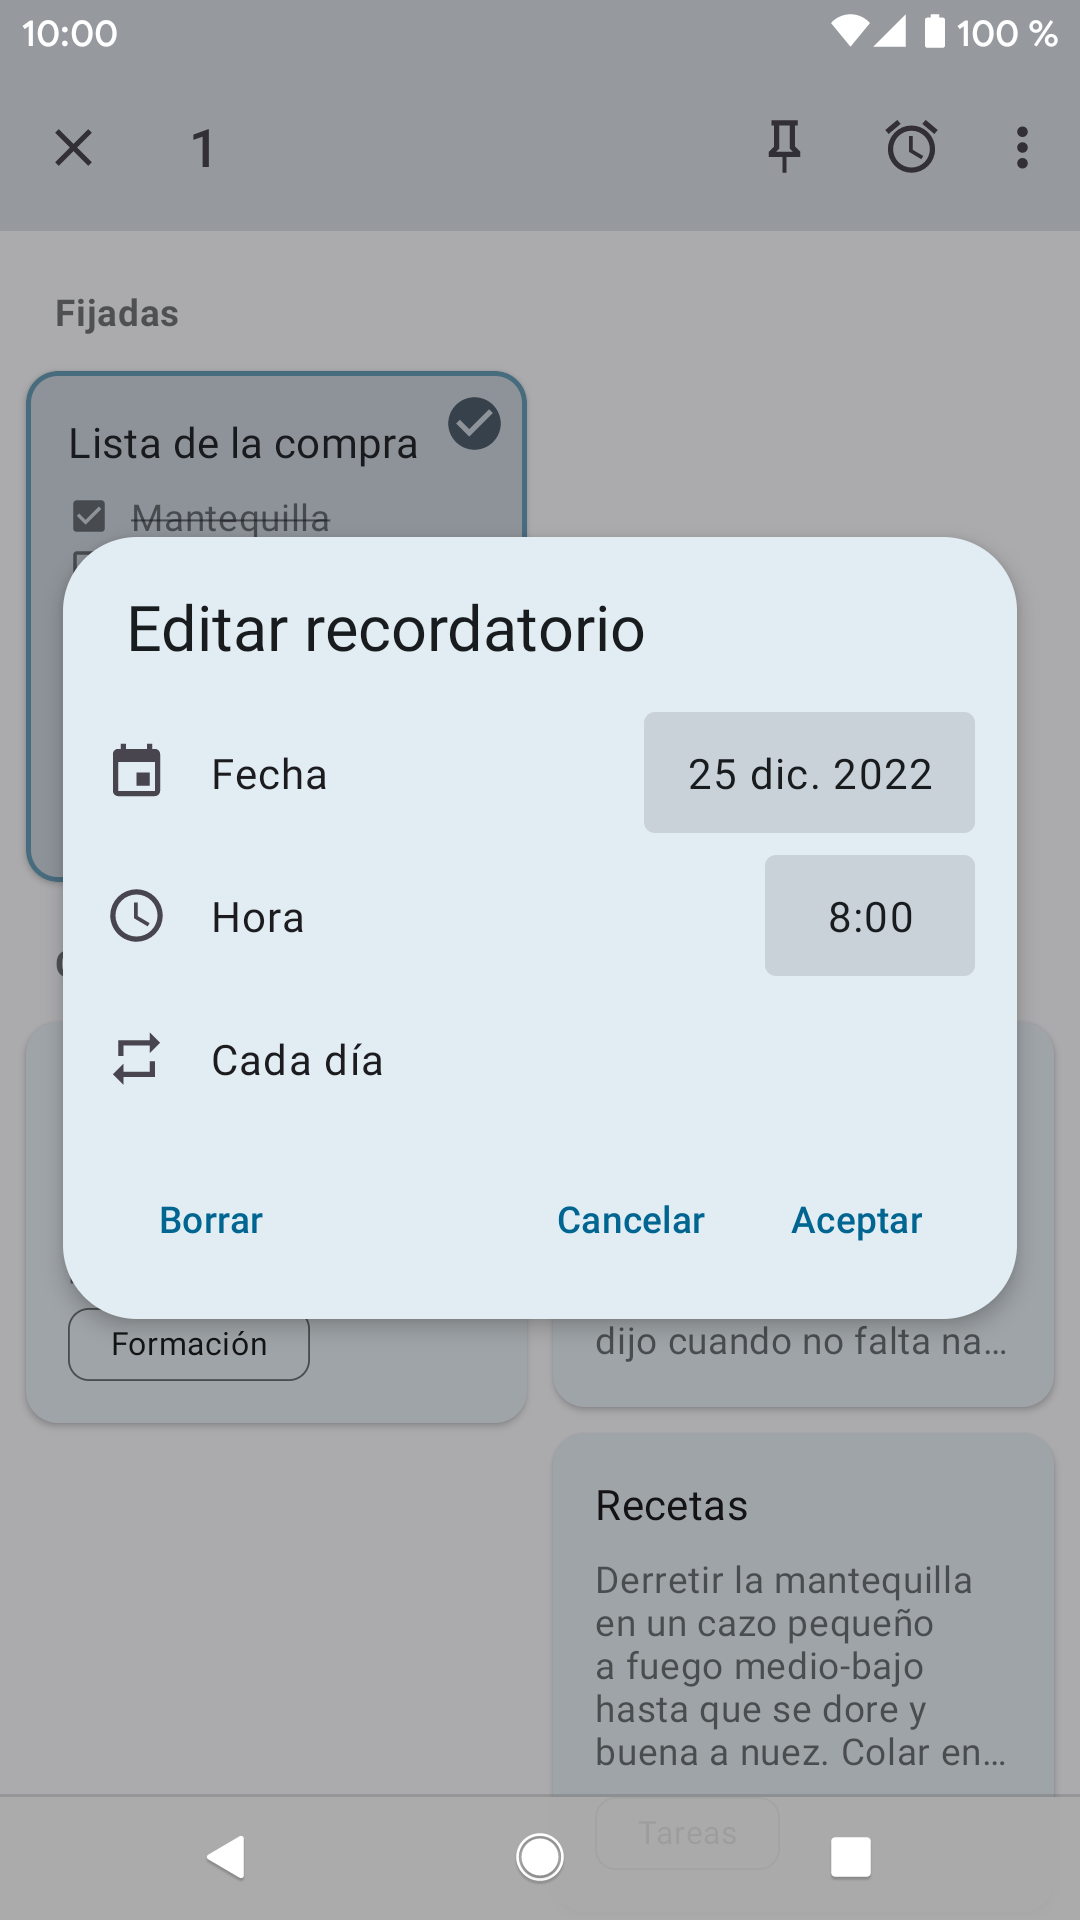 10:00
100 %
1
Fijadas
Lista de la compra
Mantequilla
Editar recordatorio
Fecha
25 dic. 2022
Hora
8:00
Cada día
Borrar
Cancelar
Aceptar
Formación
dijo cuando no falta na…
Recetas
Derretir la mantequilla
en un cazo pequeño
a fuego medio-bajo
hasta que se dore y
buena a nuez. Colar en…
Tareas